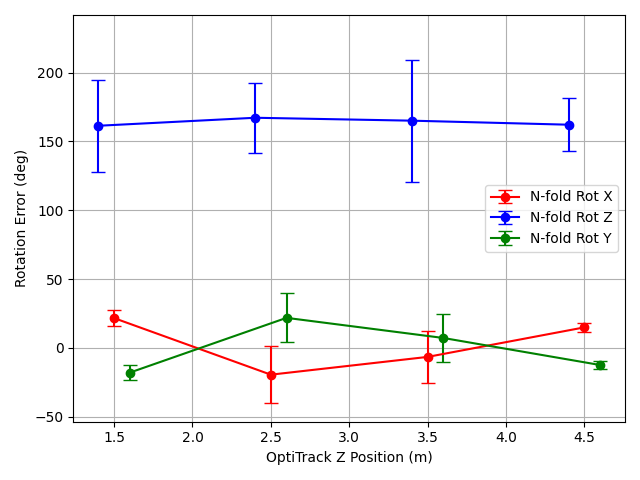 200
150
100
50
0
−50
Rotation Error (deg)
N-fold Rot X
N-fold Rot Z
N-fold Rot Y
1.5 2.0 2.5 3.0 3.5 4.0 4.5
OptiTrack Z Position (m)